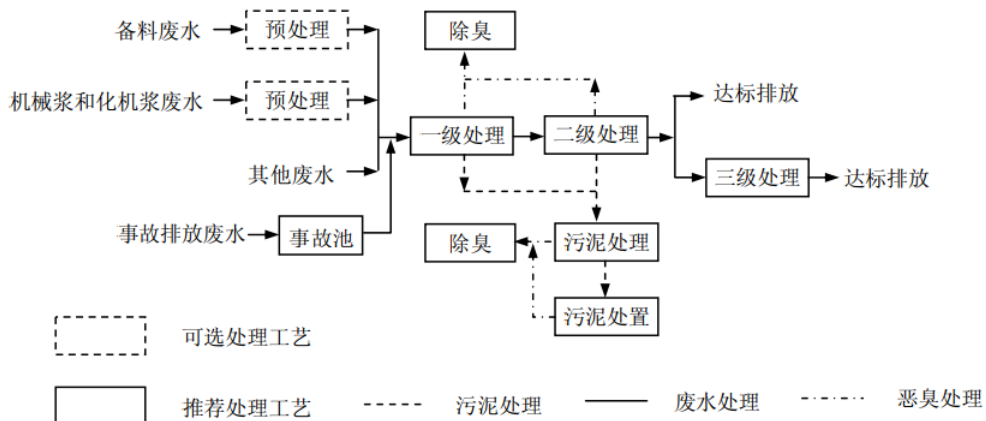 备料废水
预处理
除臭
机械浆和化机浆废水
预处理
达标排放
一级处理
二级处理
其他废水
三级处理
达标排放
事故排放废水
事故池
除臭
污泥处理
污泥处置
可选处理工艺
推荐处理工艺
污泥处理
废水处理
恶臭处理